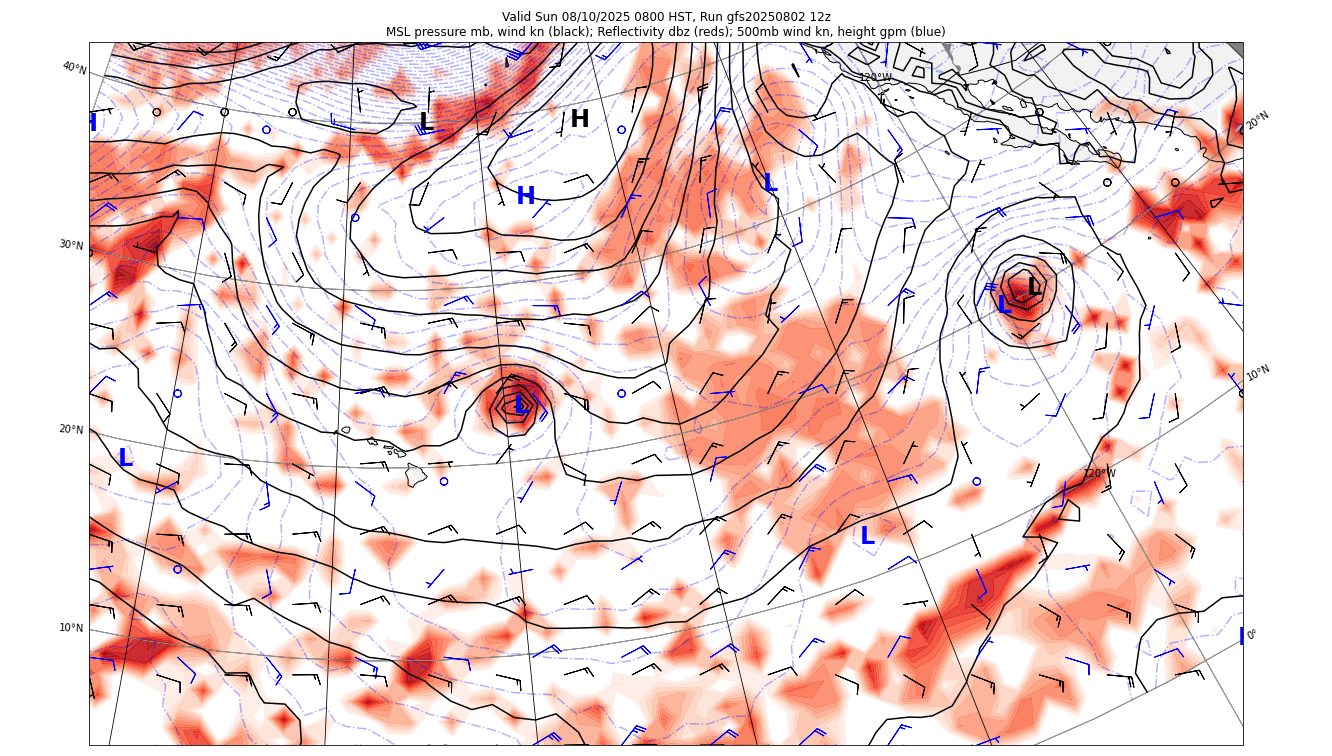 Valid Sun 08/10/2025 0800 HST, Run gfs20250802 12z
MSL pressure mb, wind kn (black); Reflectivity dbz (reds); 500mb wind kn, height gpm (blue)
40°N
120°W
20°N
H
L
H
H
L
30°N
L
L
10°N
L
20°N
L
120°W
L
10°N
0°